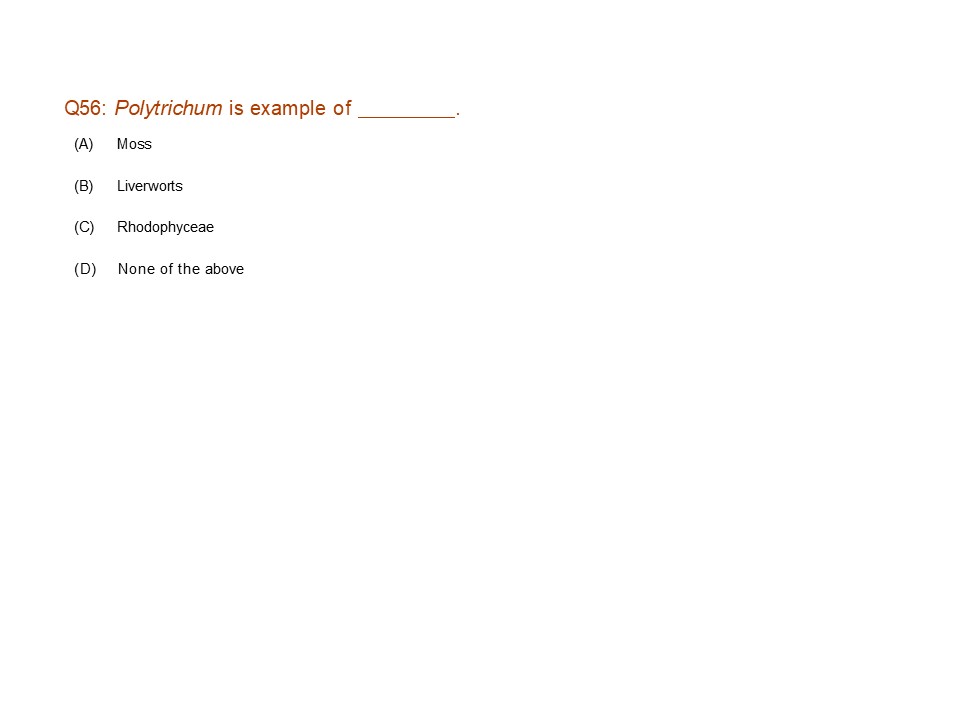 Q56: Polytrichum is example of _________.
(A) Moss
(B) Liverworts
(C) Rhodophyceae
(D) None of the above